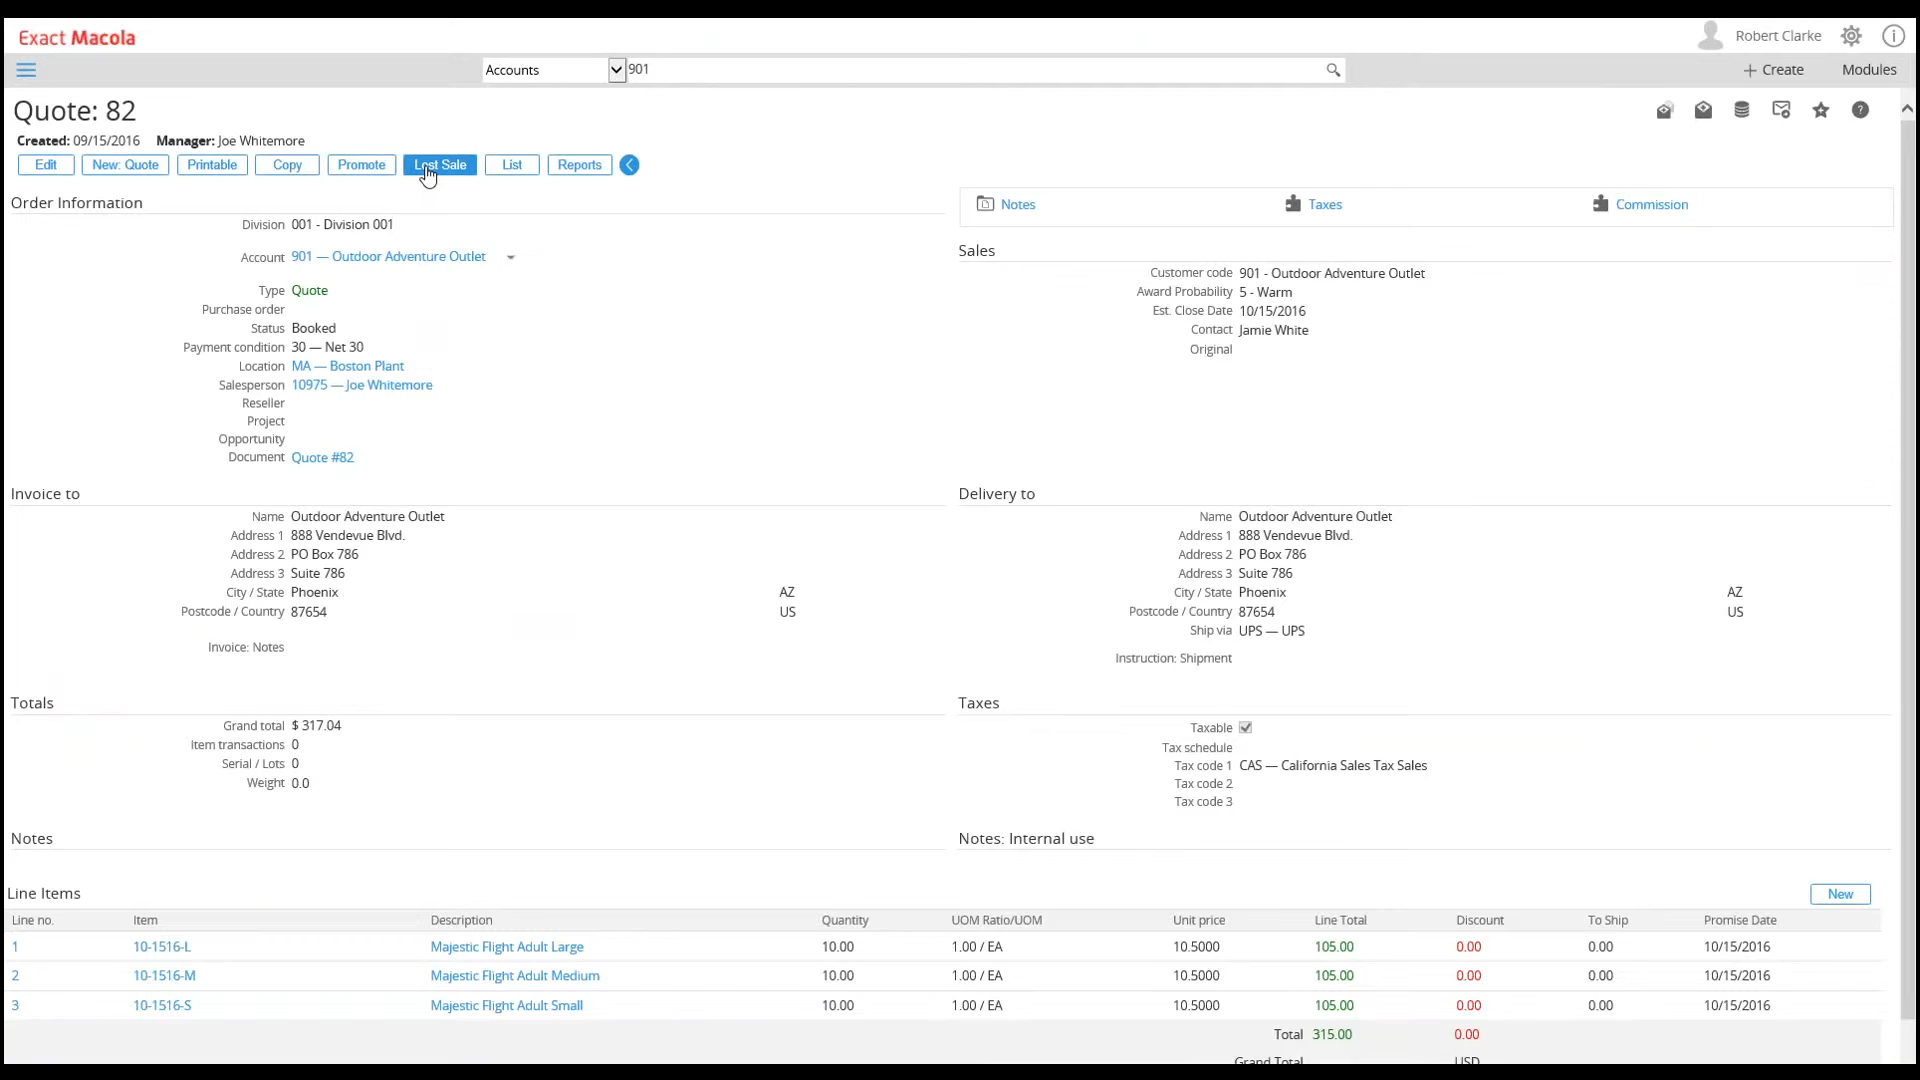 Exact Macola
Robert Clarke
Accounts 901
Create Modules
Quote: 82
Created: 09/15/2016 Manager: Joe Whitemore
Edit New: Quote Printable Copy Promote Lost Sale List Reports
Order Information
Division 001 - Division 001
Account 901 — Outdoor Adventure Outlet
Type Quote
Purchase order
Status Booked
Payment condition 30 — Net 30
Location MA — Boston Plant
Salesperson 10975 — Joe Whitemore
Reseller
Project
Opportunity
Document Quote #82
Notes Taxes Commission
Sales
Customer code 901 - Outdoor Adventure Outlet
Award Probability 5 - Warm
Est. Close Date 10/15/2016
Contact Jamie White
Original
Invoice to
Name Outdoor Adventure Outlet
Address 1 888 Vendevue Blvd.
Address 2 PO Box 786
Address 3 Suite 786
City / State Phoenix AZ
Postcode / Country 87654 US
Invoice: Notes
Delivery to
Name Outdoor Adventure Outlet
Address 1 888 Vendevue Blvd.
Address 2 PO Box 786
Address 3 Suite 786
City / State Phoenix AZ
Postcode / Country 87654 US
Ship via UPS — UPS
Instruction: Shipment
Totals
Grand total $ 317.04
Item transactions 0
Serial / Lots 0
Weight 0.0
Taxes
Taxable
Tax schedule
Tax code 1 CAS — California Sales Tax Sales
Tax code 2
Tax code 3
Notes
Notes: Internal use
Line Items New
Line no. Item Description Quantity UOM Ratio/UOM Unit price Line Total Discount To Ship Promise Date
1 10-1516-L Majestic Flight Adult Large 10.00 1.00 / EA 10.5000 105.00 0.00 0.00 10/15/2016
2 10-1516-M Majestic Flight Adult Medium 10.00 1.00 / EA 10.5000 105.00 0.00 0.00 10/15/2016
3 10-1516-S Majestic Flight Adult Small 10.00 1.00 / EA 10.5000 105.00 0.00 0.00 10/15/2016
Total 315.00 0.00
Grand Total USD